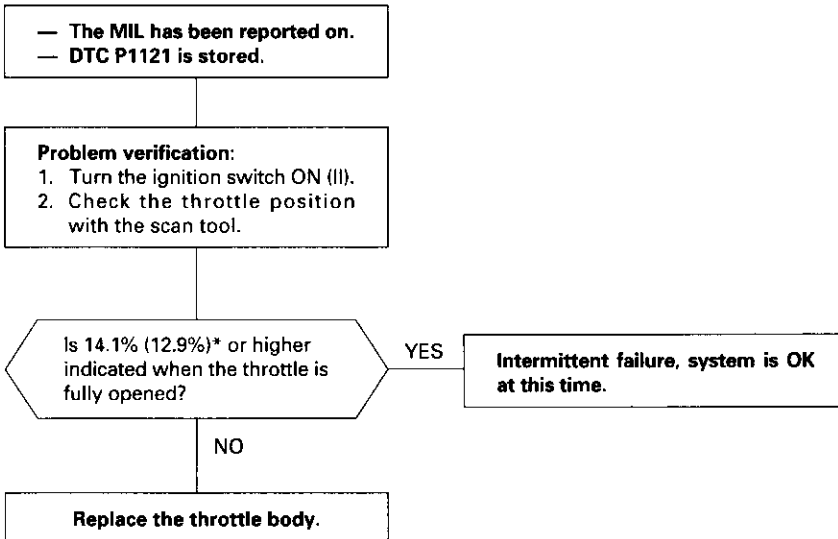 — The MIL has been reported on.
— DTC P1121 is stored.
Problem verification:
1. Turn the ignition switch ON (II).
2. Check the throttle position
with the scan tool.
Is 14.1% (12.9%)* or higher
indicated when the throttle is
fully opened?
YES
Intermittent failure, system is OK
at this time.
NO
Replace the throttle body.